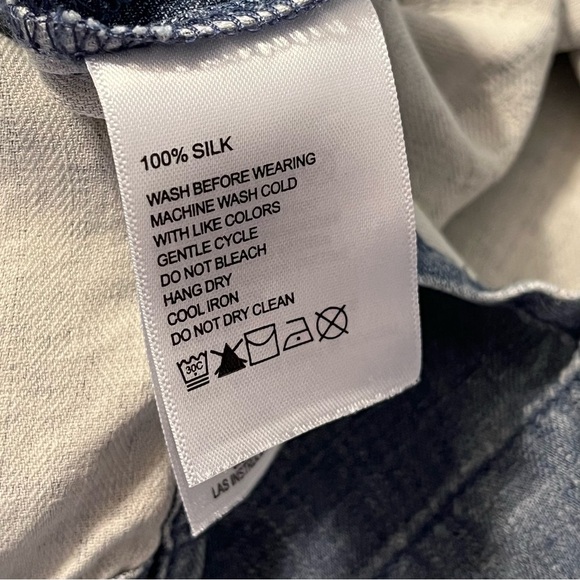 100% SILK
WASH BEFORE WEARING
MACHINE WASH COLD
WITH LIKE COLORS
GENTLE CYCLE
DO NOT BLEACH
HANG DRY
COOL IRON
DO NOT DRY CLEAN
30C
LAS